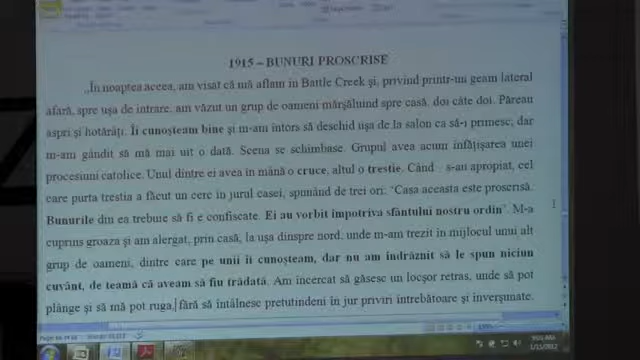 1915 – BUNURI PROSCRISE
„În noaptea aceea, am visat că mă aflam în Battle Creek și, privind printr-un geam lateral
afară, spre ușa de intrare, am văzut un grup de oameni mărșăluind spre casă, doi câte doi. Păreau
aspri și hotărâți. Îi cunoșteam bine și m-am întors să deschid ușa de la salon ca să-i primesc, dar
m-am gândit să mă mai uit o dată. Scena se schimbase. Grupul avea acum înfățișarea unei
procesiuni catolice. Unul dintre ei avea în mână o cruce, altul o trestie. Când s-au apropiat, cel
care purta trestia a făcut un cerc în jurul casei, spunând de trei ori: "Casa aceasta este proscrisă.
Bunurile din ea trebuie să fi e confiscate. Ei au vorbit împotriva sfântului nostru ordin". M-a
cuprins groaza și am alergat, prin casă, la ușa dinspre nord, unde m-am trezit în mijlocul unui alt
grup de oameni, dintre care pe unii îi cunoșteam, dar nu am îndrăznit să le spun niciun
cuvânt, de teamă că aveam să fiu trădată. Am încercat să găsesc un locșor retras, unde să pot
plânge și să mă pot ruga, fără să întâlnesc pretutindeni în jur priviri întrebătoare și înverșunate.